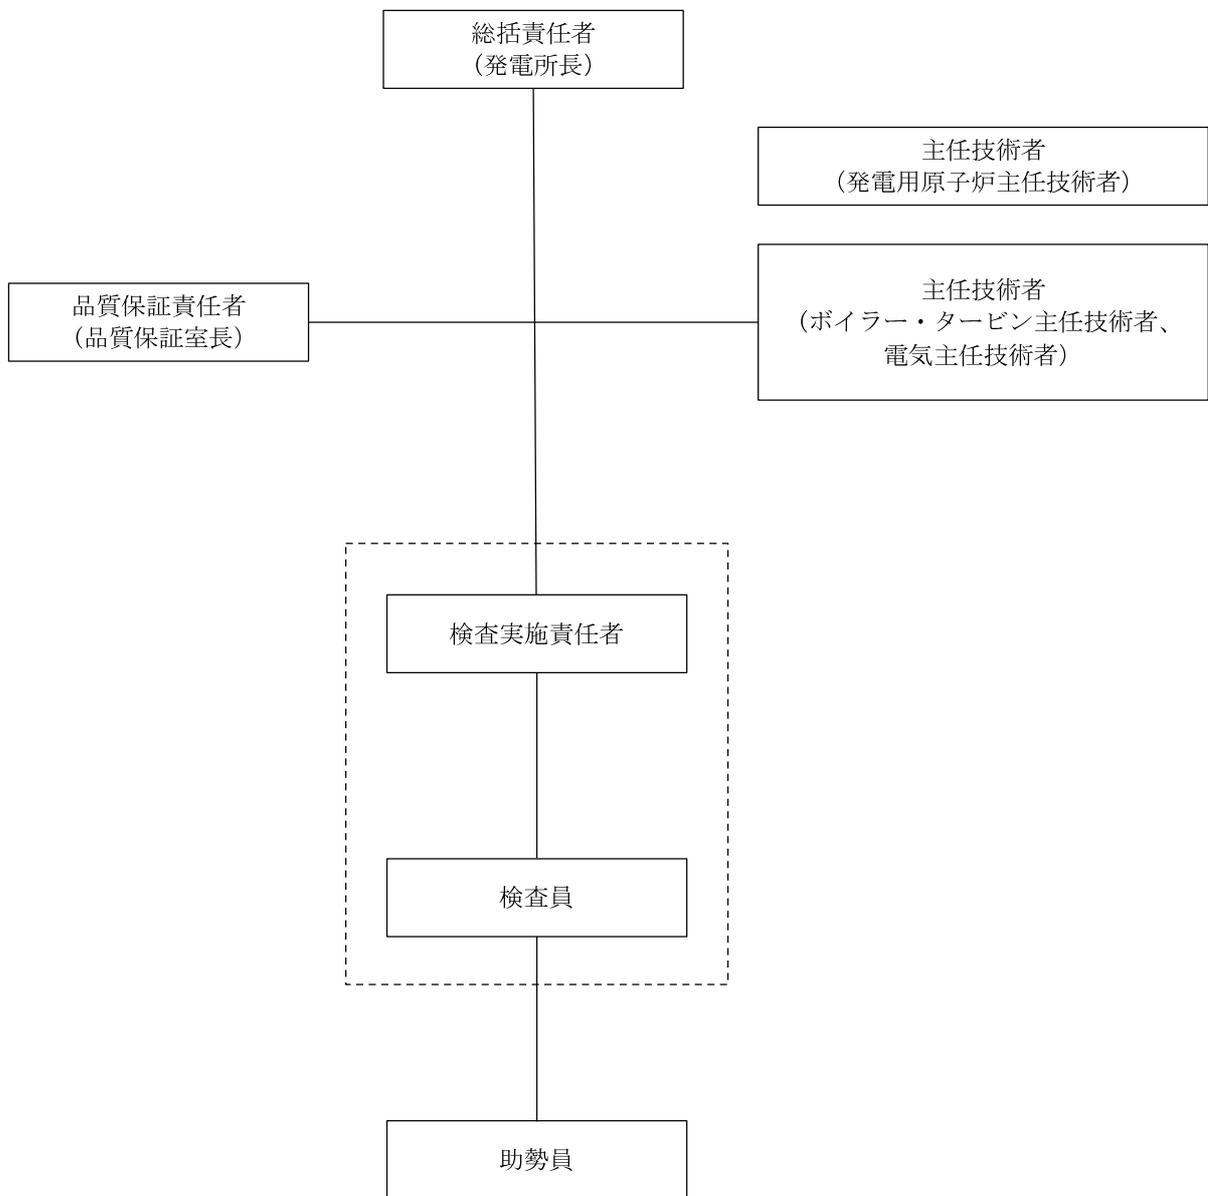 総括責任者
（発電所長）
主任技術者
（発電用原子炉主任技術者）
品質保証責任者
（品質保証室長）
主任技術者
（ボイラー・タービン主任技術者、
電気主任技術者）
検査実施責任者
検査員
助勢員